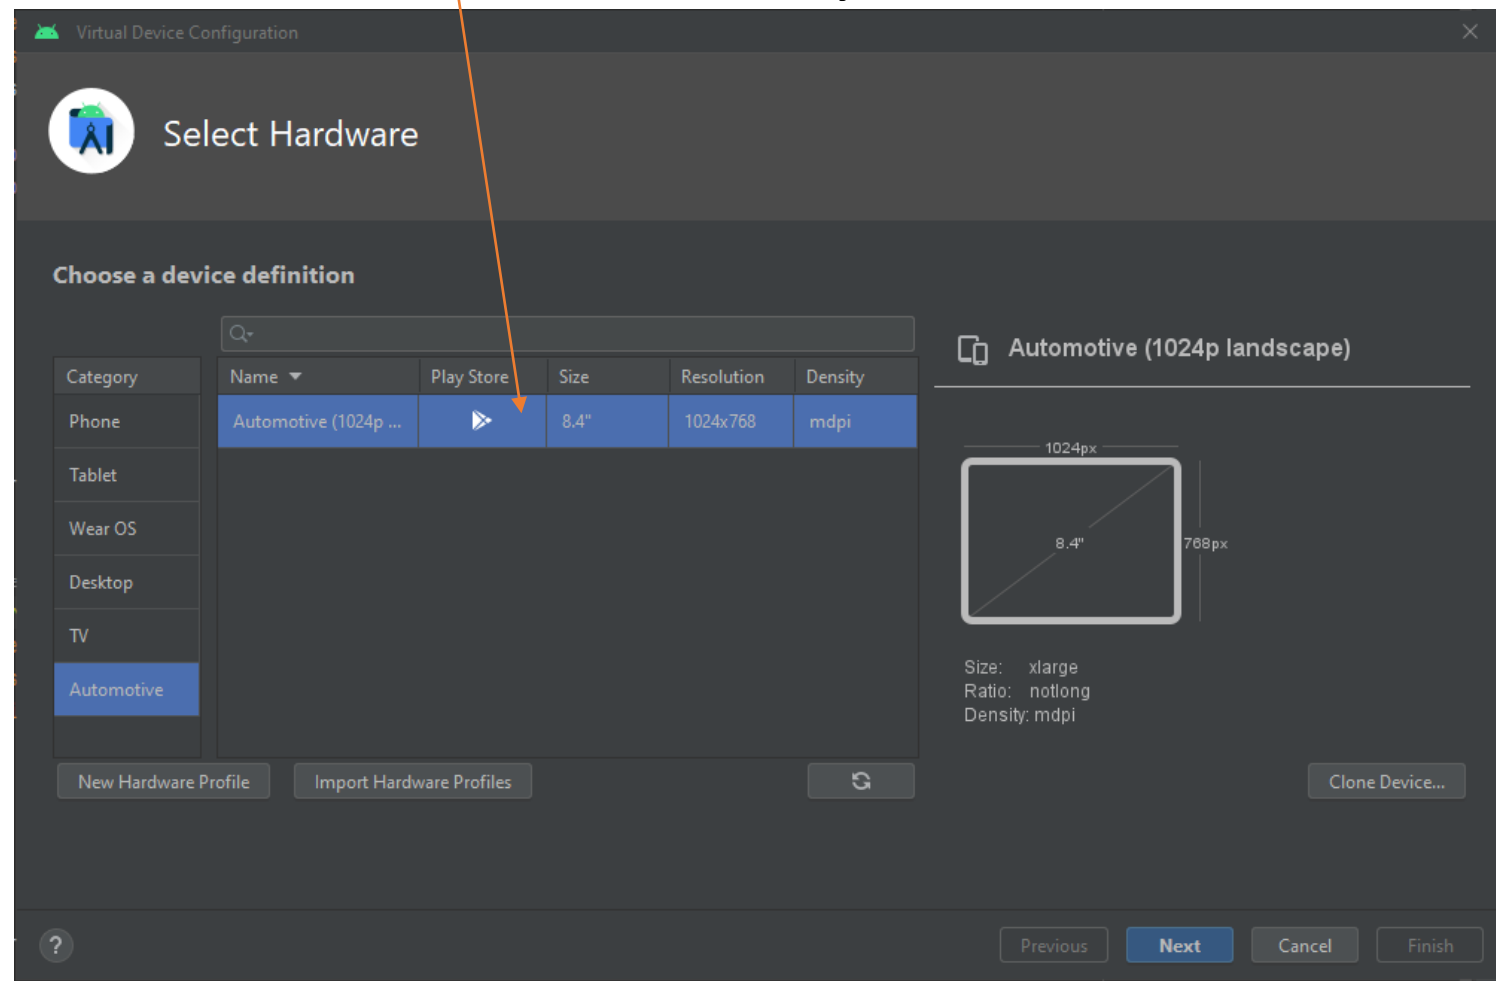 Virtual Device Configuration
Select Hardware
Choose a device definition
Category
Phone
Tablet
Wear OS
Desktop
TV
Automotive
Name Play Store Size Resolution Density
Automotive (1024p ... 8.4" 1024x768 mdpi
New Hardware Profile
Import Hardware Profiles
Automotive (1024p landscape)
1024px
8.4"
768px
Size: xlarge
Ratio: notlong
Density: mdpi
Clone Device...
?
Previous
Next
Cancel
Finish